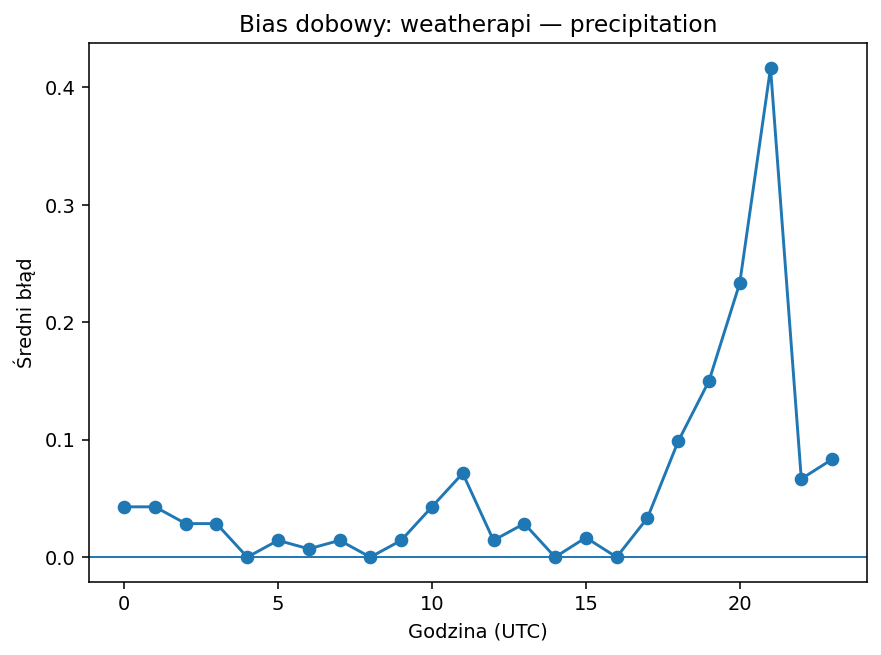 Bias dobowy: weatherapi — precipitation
Średni błąd
0.4
0.3
0.2
0.1
0.0
0 5 10 15 20
Godzina (UTC)